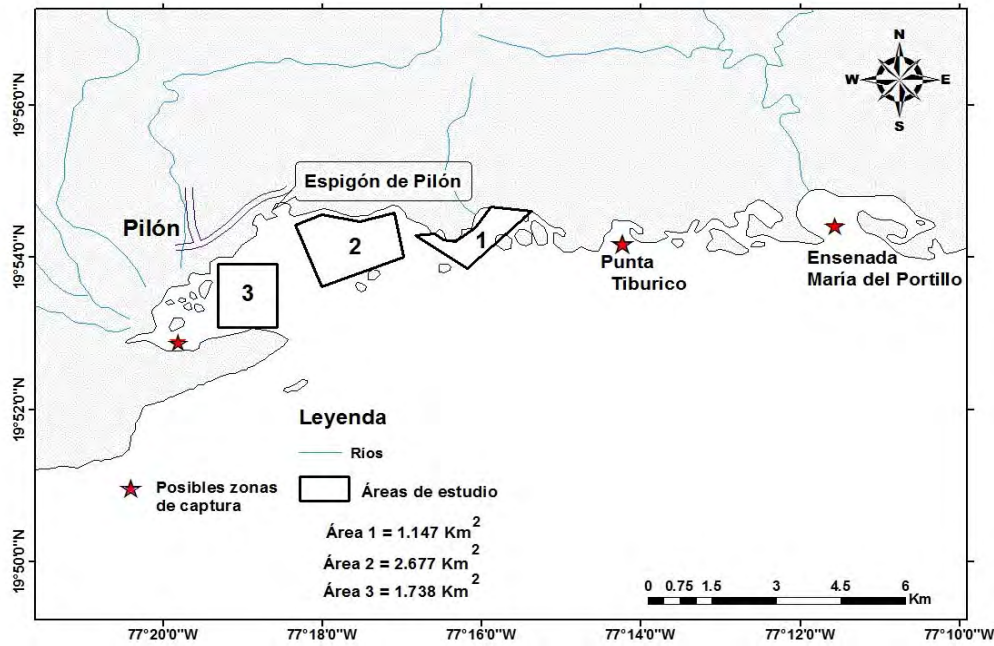 N
W E
S
19°56'0"N
19°54'0"N
19°52'0"N
19°50'0"N
Espigón de Pilón
Pilón
1
2
3
Punta
Tiburico
Ensenada
María del Portillo
Leyenda
Rios
Posibles zonas
de captura
Áreas de estudio
Área 1 = 1.147 Km2
Área 2 = 2.677 Km2
Área 3 = 1.738 Km2
0 0.75 1.5 3 4.5 6
Km
77°20'0"W 77°18'0"W 77°16'0"W 77°14'0"W 77°12'0"W 77°10'0"W